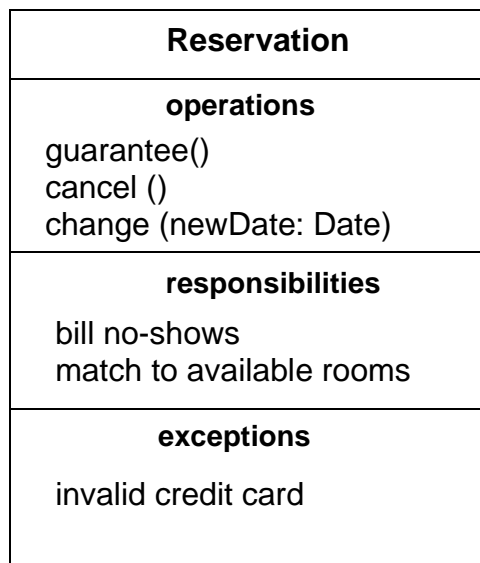 Reservation
operations
guarantee()
cancel ()
change (newDate: Date)
responsibilities
bill no-shows
match to available rooms
exceptions
invalid credit card